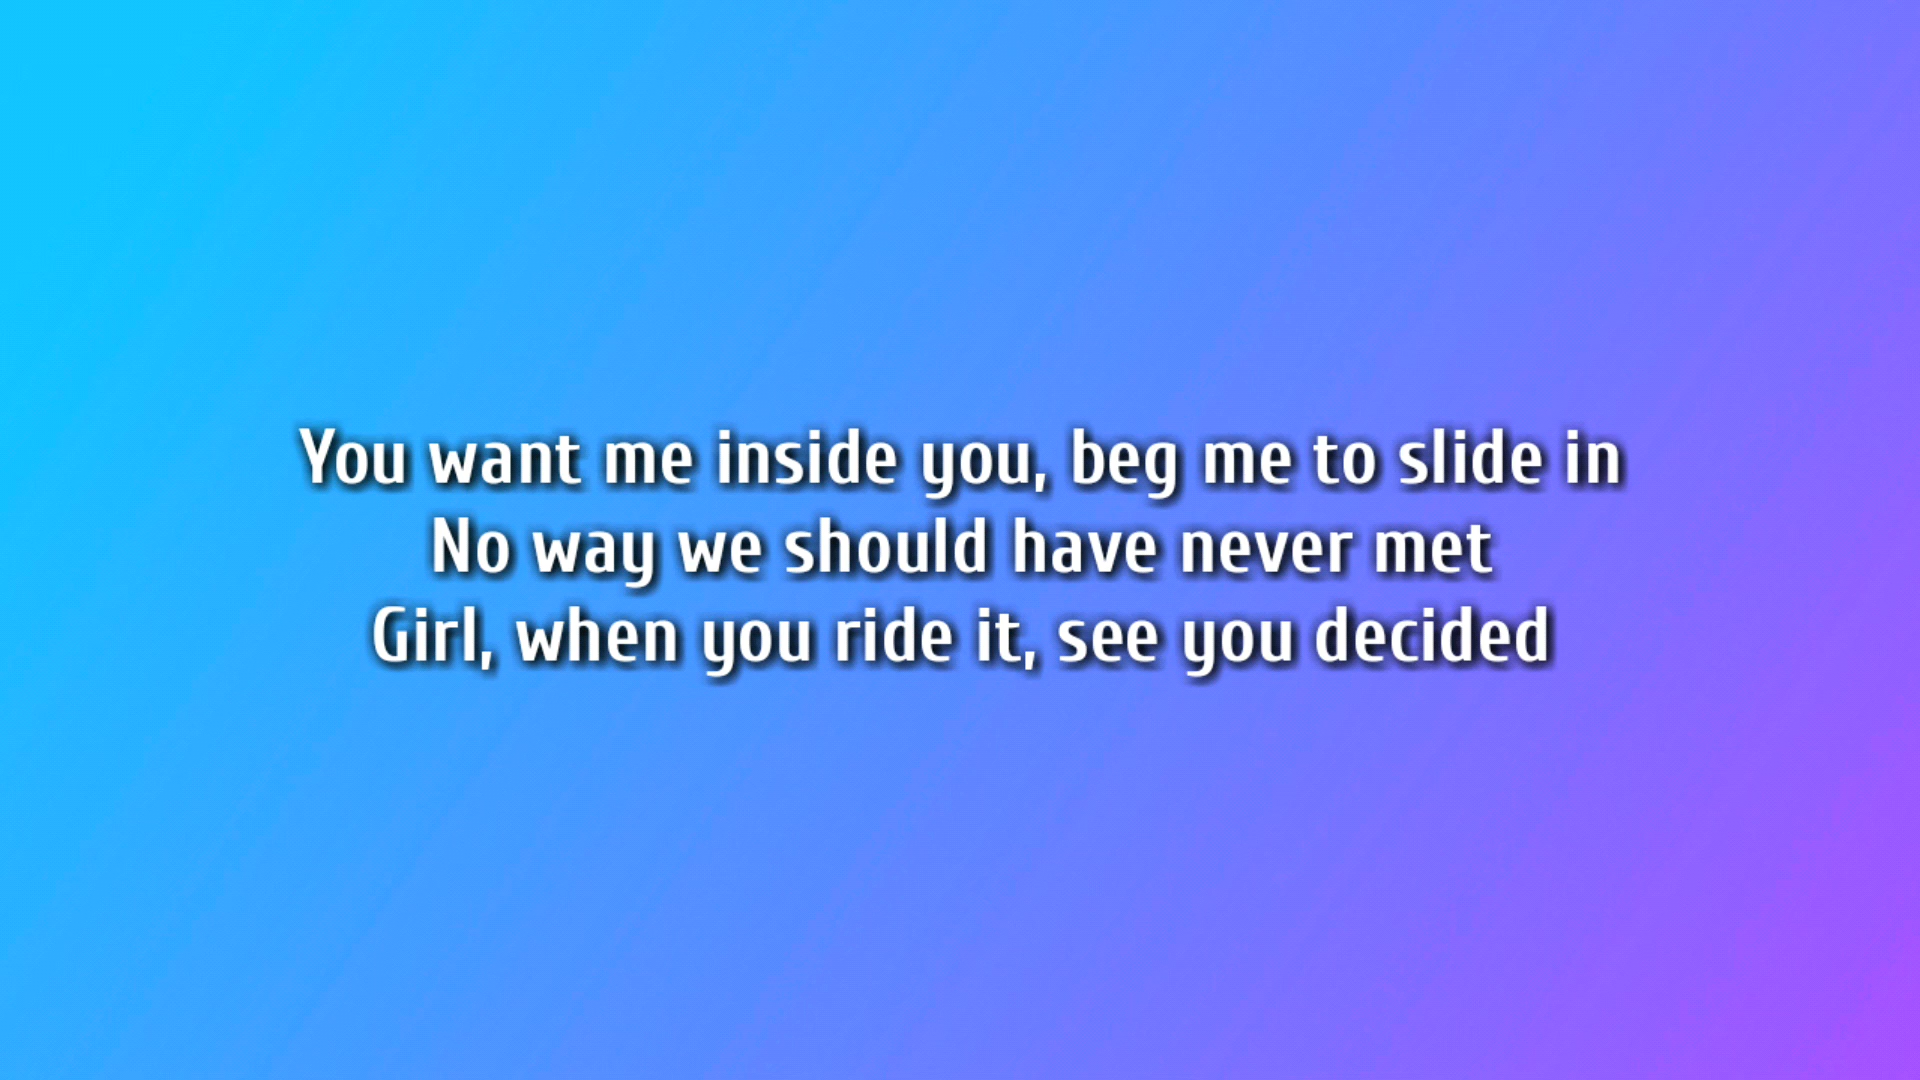 You want me inside you, beg me to slide in
No way we should have never met
Girl, when you ride it, see you decided